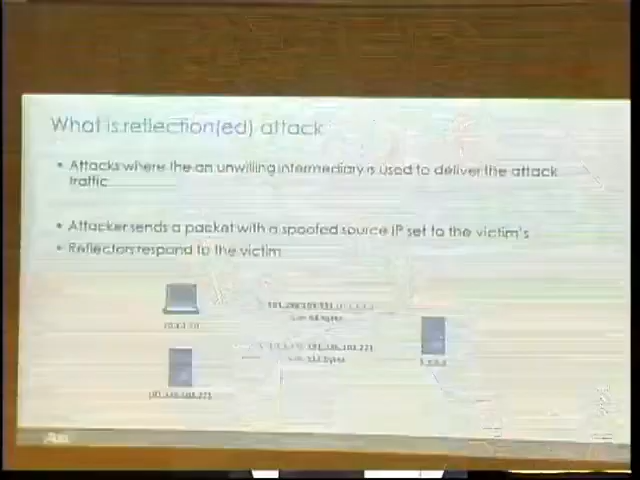 What is reflection(ed) attack
• Attacks where the an unwilling intermediary is used to deliver the attack
traffic
• Attacker sends a packet with a spoofed source IP set to the victim's
• Reflectors respond to the victim